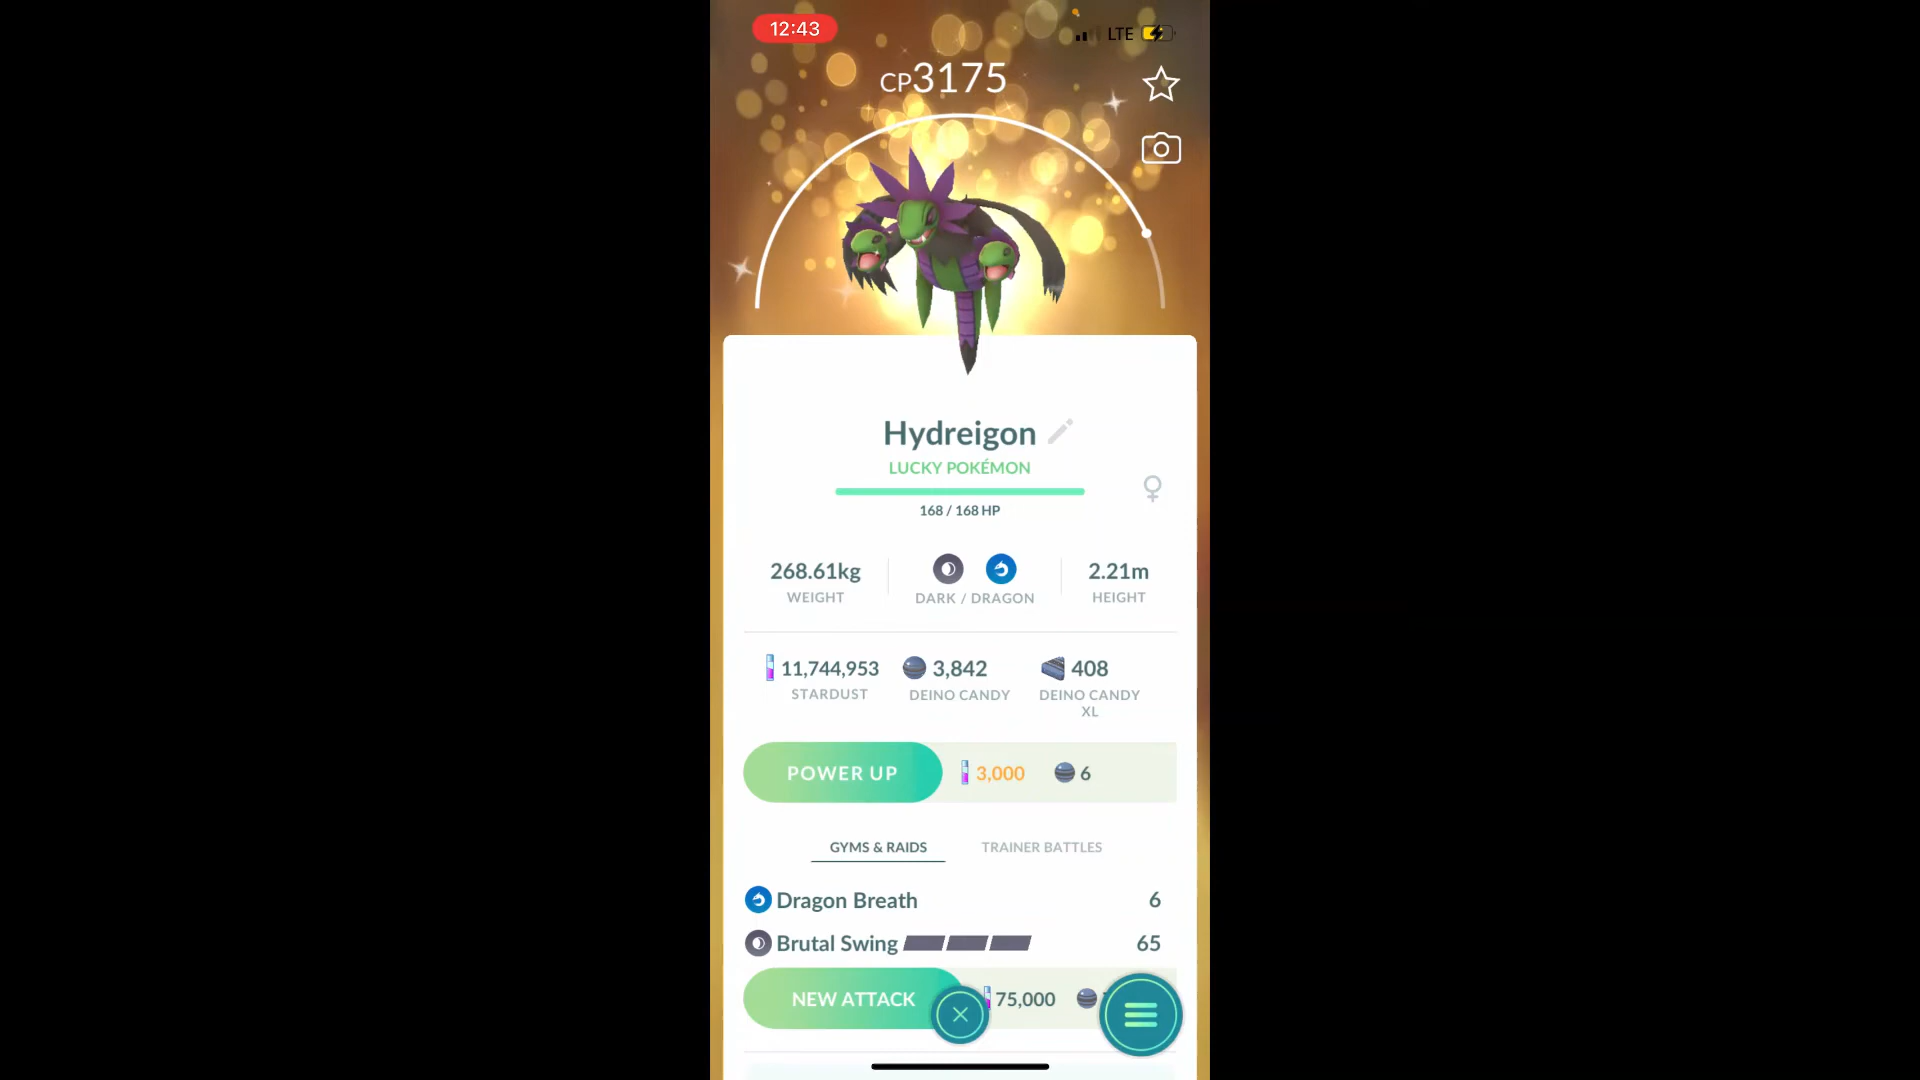 12:43
LTE
CP3175
Hydreigon
LUCKY POKÉMON
168 / 168 HP
268.61kg
WEIGHT
DARK / DRAGON
2.21m
HEIGHT
11,744,953
STARDUST
3,842
DEINO CANDY
408
DEINO CANDY
XL
POWER UP
3,000
6
GYMS & RAIDS
TRAINER BATTLES
Dragon Breath
6
Brutal Swing
65
NEW ATTACK
75,000